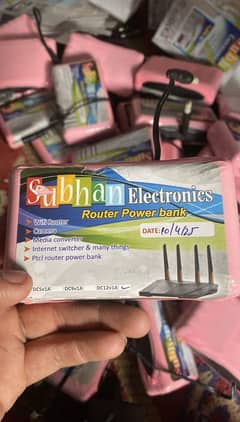 Subhan Electronics
Router Power bank
Wifi Router
Camera
Media converter
Internet switcher & many things
Ptcl router power bank
DATE: 10/4/25
DC5v1A DC9v1A DC12v1A ✓